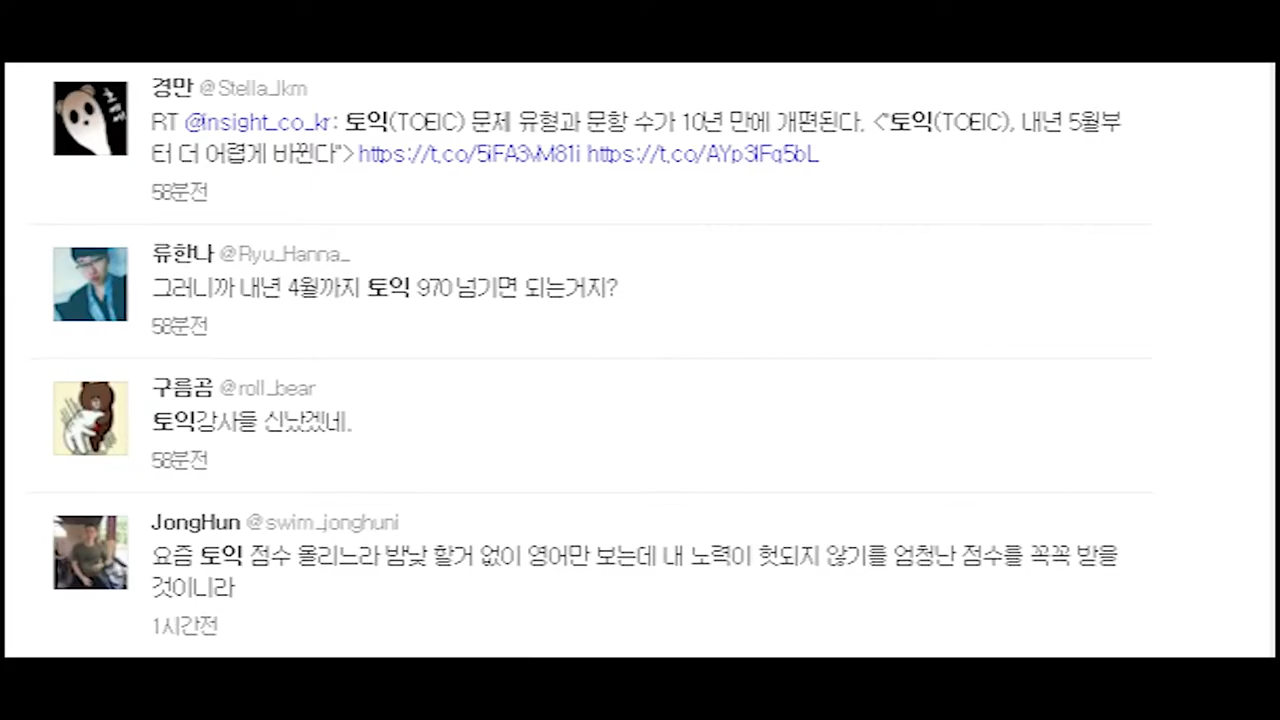 경만 @Stella_lkm
RT @insight_co_kr: 토익(TOEIC) 문제 유형과 문항 수가 10년 만에 개편된다. <"토익(TOEIC), 내년 5월부
터 더 어렵게 바뀐다"> https://t.co/5iFA3vM81i https://t.co/AYp3lFq5bL
58분전
류한나 @Ryu_Hanna_
그러니까 내년 4월까지 토익 970 넘기면 되는거지?
58분전
구름곰 @roll_bear
토익강사들 신났겠네.
58분전
JongHun @swim_jonghuni
요즘 토익 점수 올리느라 밤낮 할거 없이 영어만 보는데 내 노력이 헛되지 않기를 엄청난 점수를 꼭꼭 받을
것이니라
1시간전